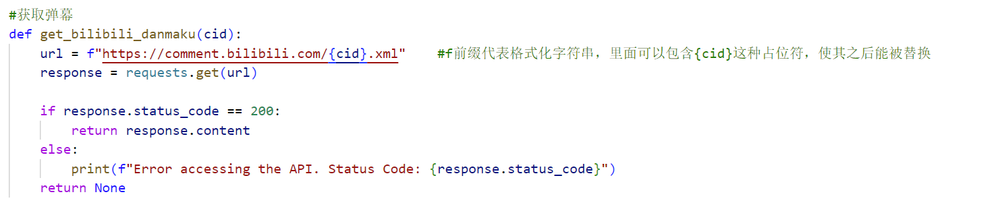 #获取弹幕
def get_bilibili_danmaku(cid):
    url = f"https://comment.bilibili.com/{cid}.xml"    #f前缀代表格式化字符串，里面可以包含{cid}这种占位符，使其之后能被替换
    response = requests.get(url)

    if response.status_code == 200:
        return response.content
    else:
        print(f"Error accessing the API. Status Code: {response.status_code}")
    return None